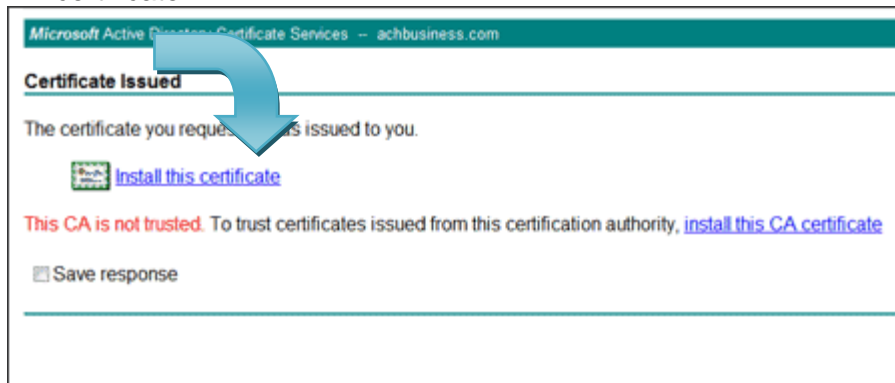 Microsoft Active Certificate Services -- achbusiness.com
Certificate Issued
The certificate you issued to you.
Install this certificate
This CA is not trusted. To trust certificates issued from this certification authority, install this CA certificate
Save response